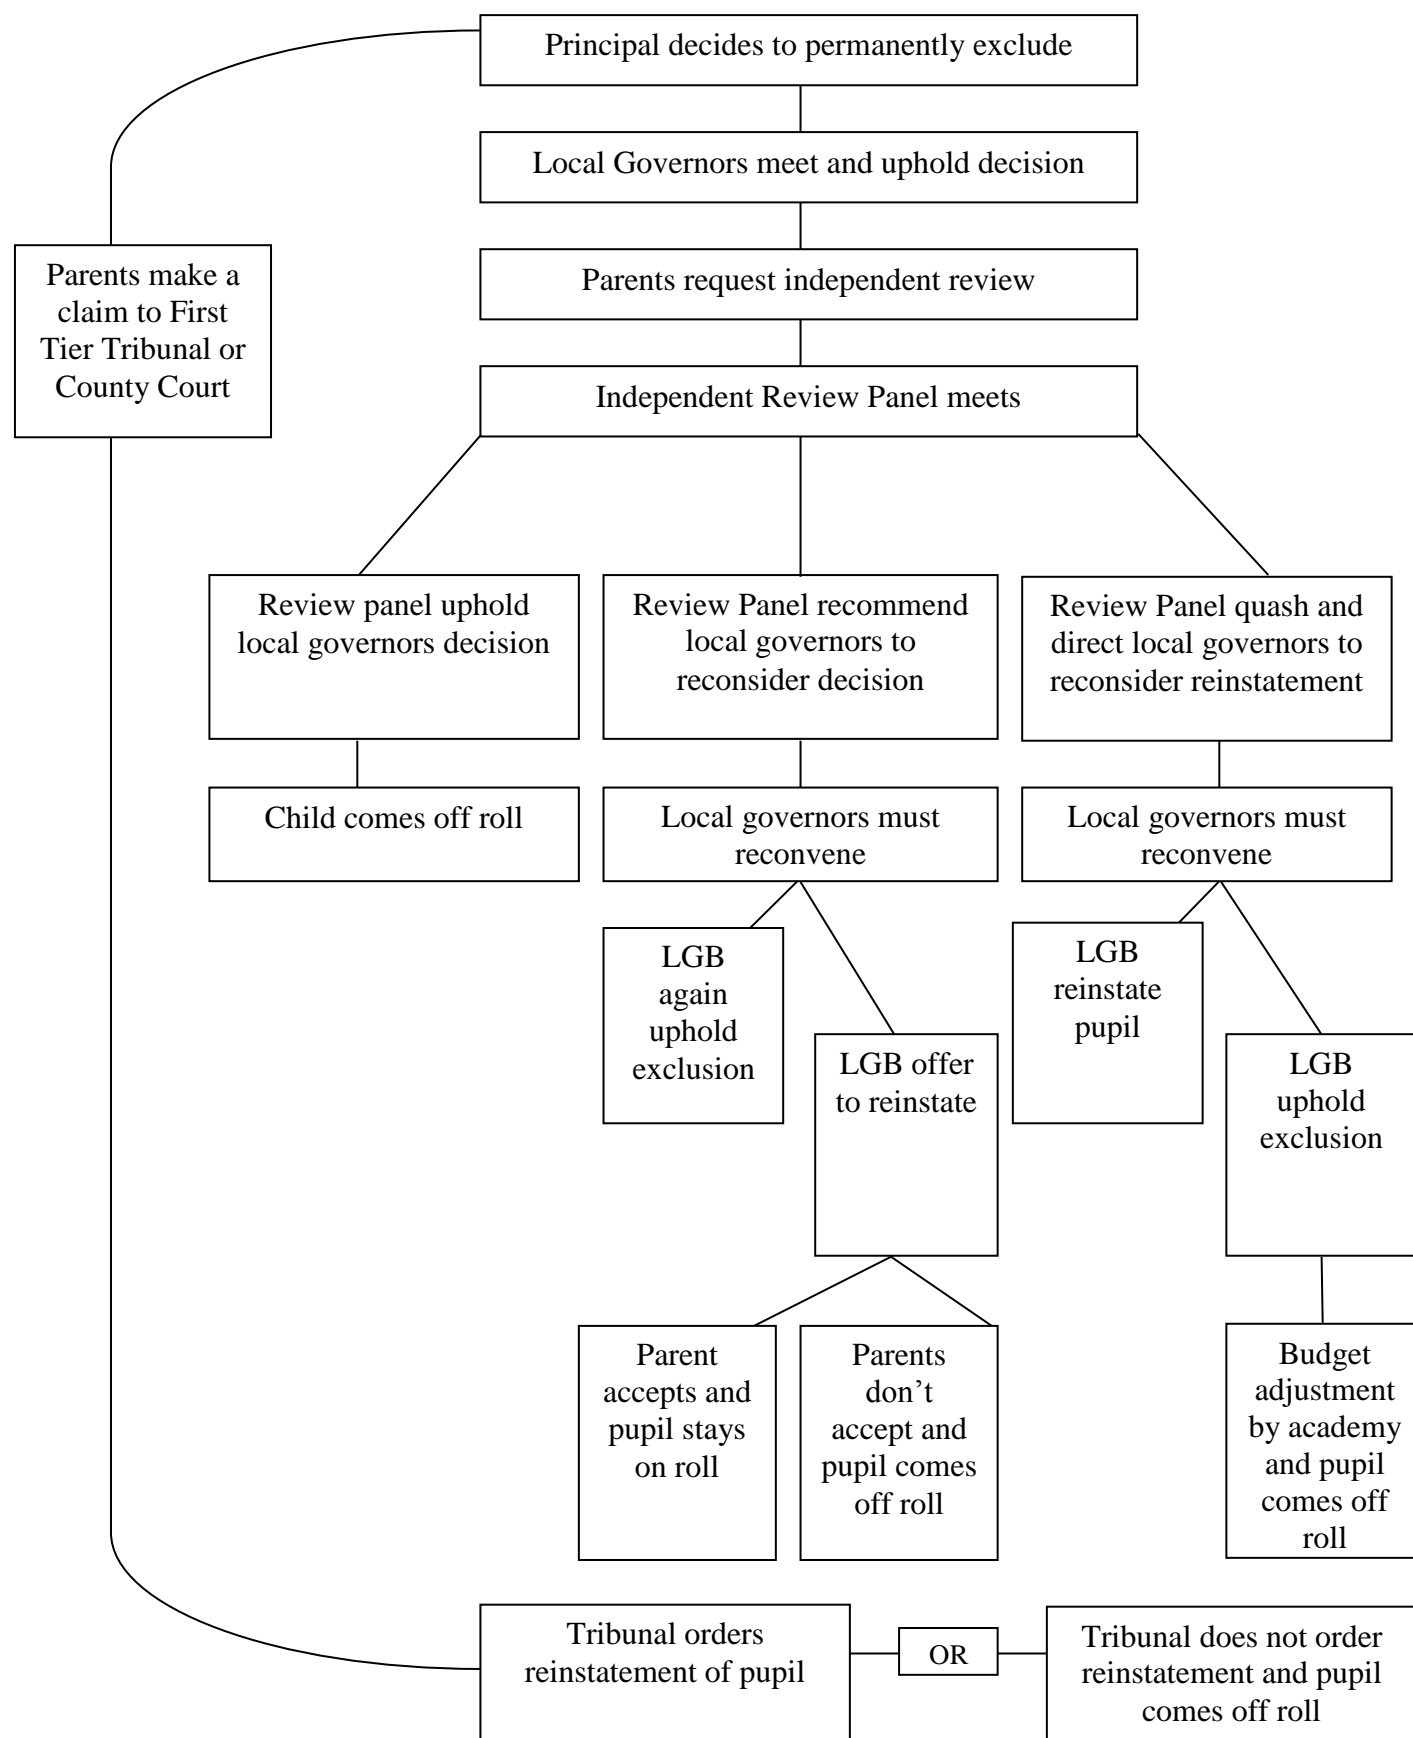 Principal decides to permanently exclude
Local Governors meet and uphold decision
Parents request independent review
Parents make a
claim to First
Tier Tribunal or
County Court
Independent Review Panel meets
Review panel uphold
local governors decision
Review Panel recommend
local governors to
reconsider decision
Review Panel quash and
direct local governors to
reconsider reinstatement
Child comes off roll
Local governors must
reconvene
Local governors must
reconvene
LGB
again
uphold
exclusion
LGB offer
to reinstate
LGB
reinstate
pupil
LGB
uphold
exclusion
Parent
accepts and
pupil stays
on roll
Parents
don’t
accept and
pupil comes
off roll
Budget
adjustment
by academy
and pupil
comes off
roll
Tribunal orders
reinstatement of pupil
OR
Tribunal does not order
reinstatement and pupil
comes off roll